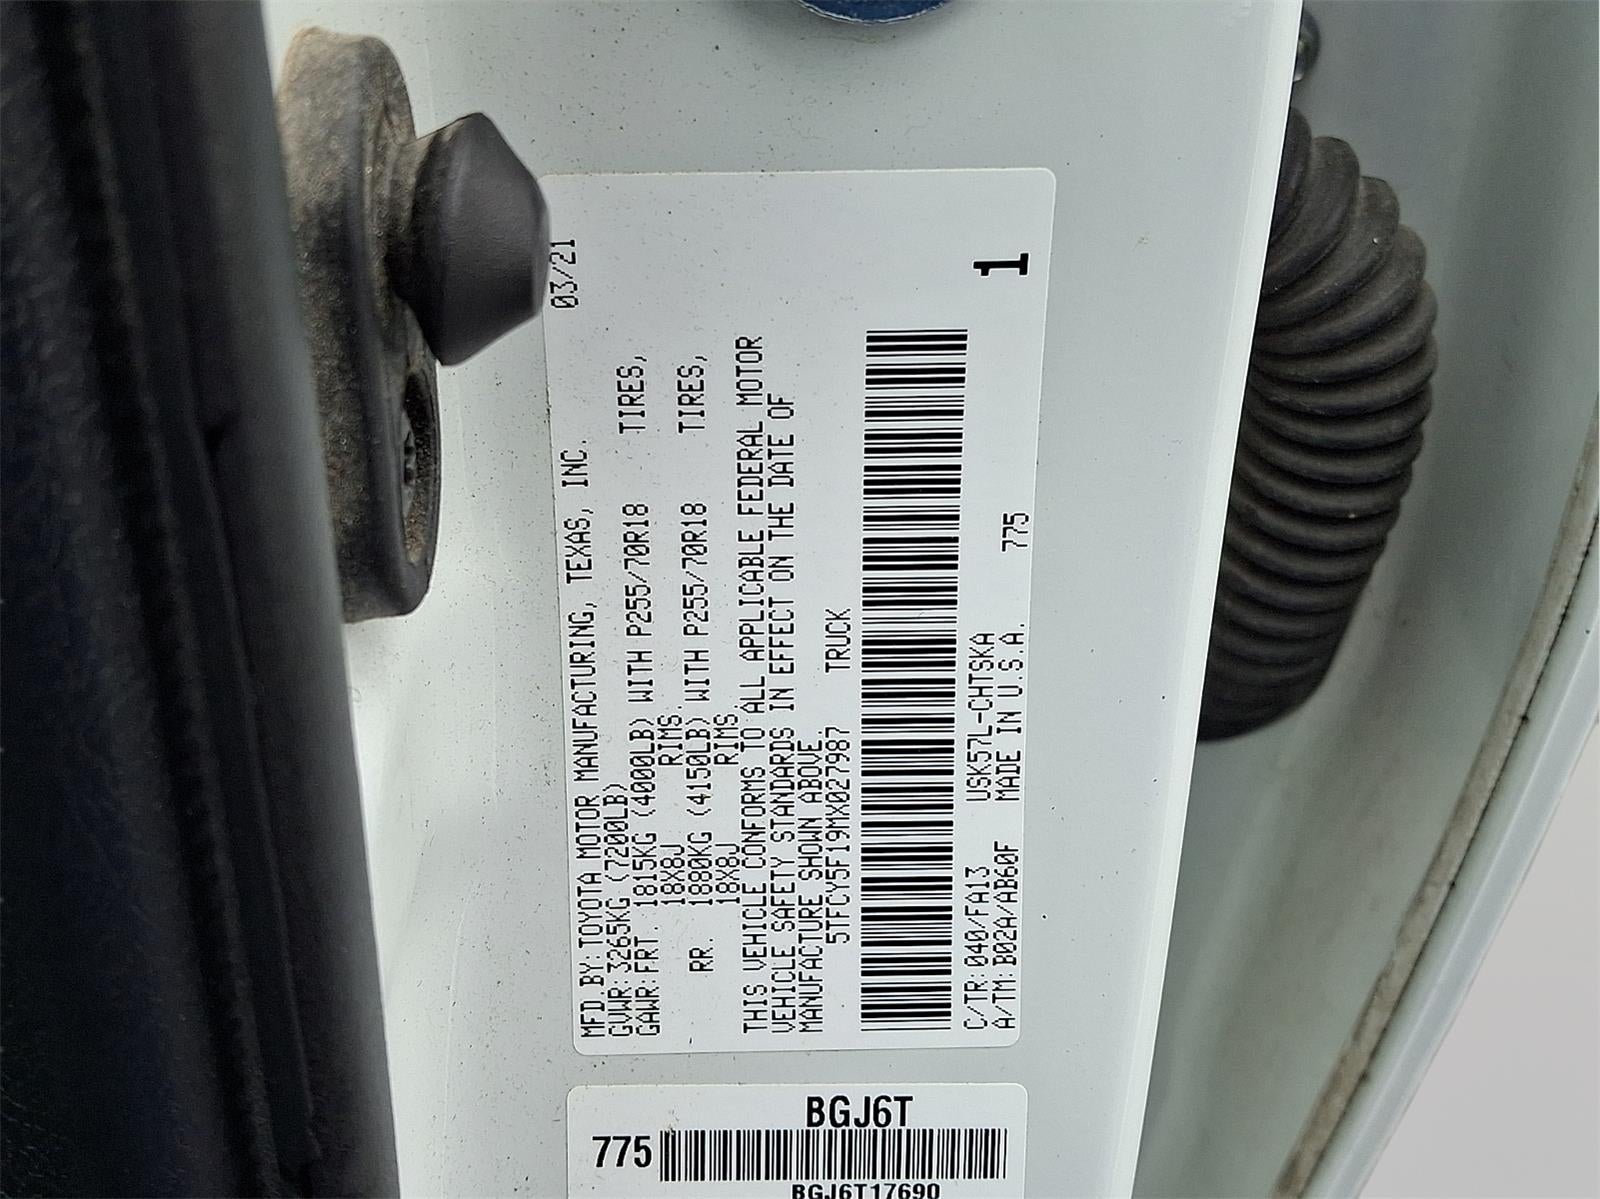 MFD.BY:TOYOTA MOTOR MANUFACTURING, TEXAS, INC. 03/21
GVWR:3265KG (7200LB)
GAWR:FRT. 1815KG (4000LB) WITH P255/70R18 TIRES,
18X8J RIMS.
RR. 1880KG (4150LB) WITH P255/70R18 TIRES,
18X8J RIMS
THIS VEHICLE CONFORMS TO ALL APPLICABLE FEDERAL MOTOR
VEHICLE SAFETY STANDARDS IN EFFECT ON THE DATE OF
MANUFACTURE SHOWN ABOVE.
5TFCY5F19MX027987 TRUCK
C/TR:040/FA13 USK57L-CHTSKA
A/TM:B02A/AB60F MADE IN U.S.A. 775
1
BGJ6T
775
BGJ6T17690